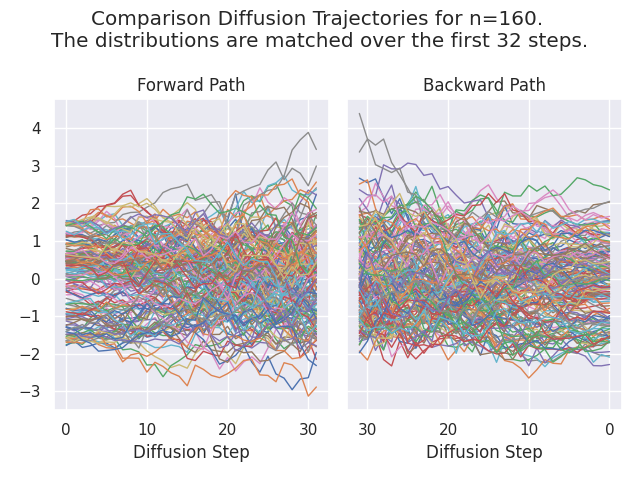 Comparison Diffusion Trajectories for n=160.
The distributions are matched over the first 32 steps.
Forward Path
Backward Path
4
3
2
1
0
−1
−2
−3
0 10 20 30
30 20 10 0
Diffusion Step
Diffusion Step